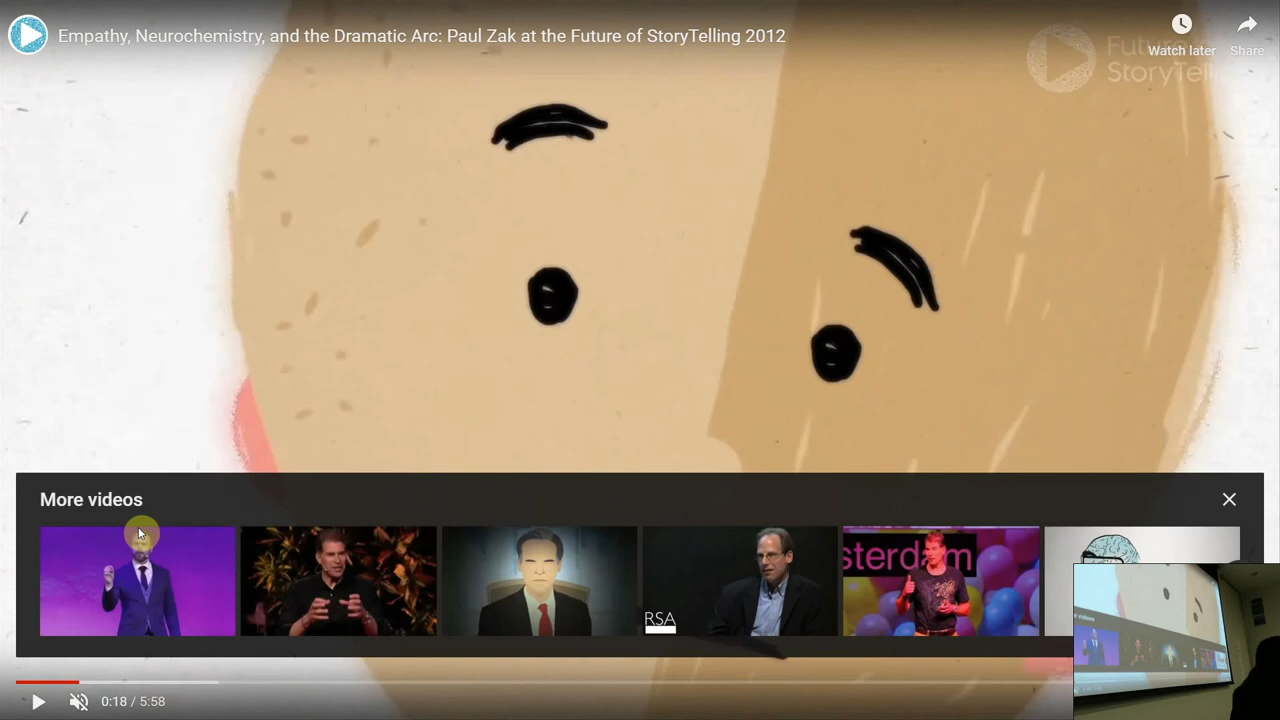 Empathy, Neurochemistry, and the Dramatic Arc: Paul Zak at the Future of StoryTelling 2012
Watch later
Share
More videos
sterdam
RSA
0:18 / 5:58